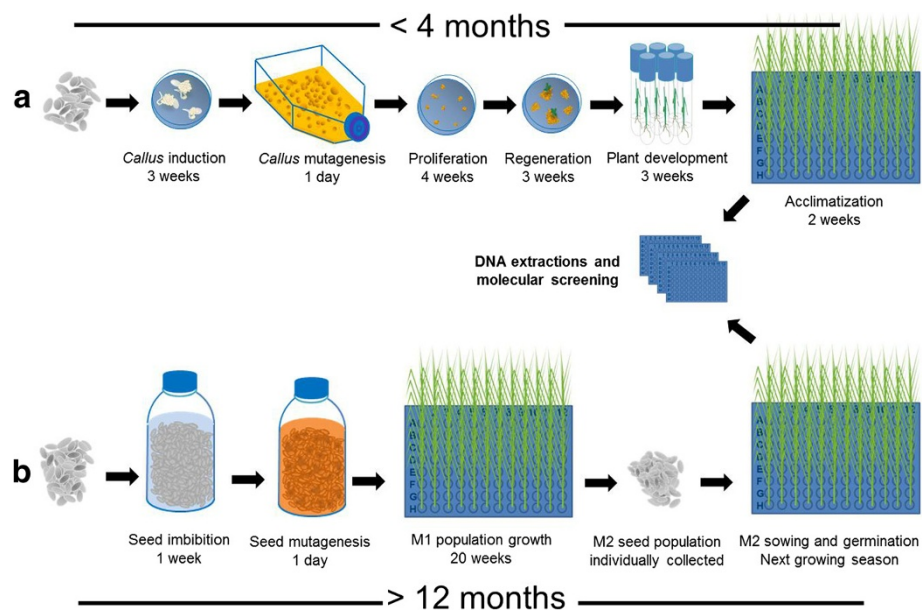 < 4 months
a
Callus induction
3 weeks
Callus mutagenesis
1 day
Proliferation
4 weeks
Regeneration
3 weeks
Plant development
3 weeks
A
B
C
D
E
F
G
H
Acclimatization
2 weeks
DNA extractions and
molecular screening
b
Seed imbibition
1 week
Seed mutagenesis
1 day
A
B
C
D
E
F
G
H
M1 population growth
20 weeks
M2 seed population
individually collected
A
B
C
D
E
F
G
H
M2 sowing and germination
Next growing season
> 12 months